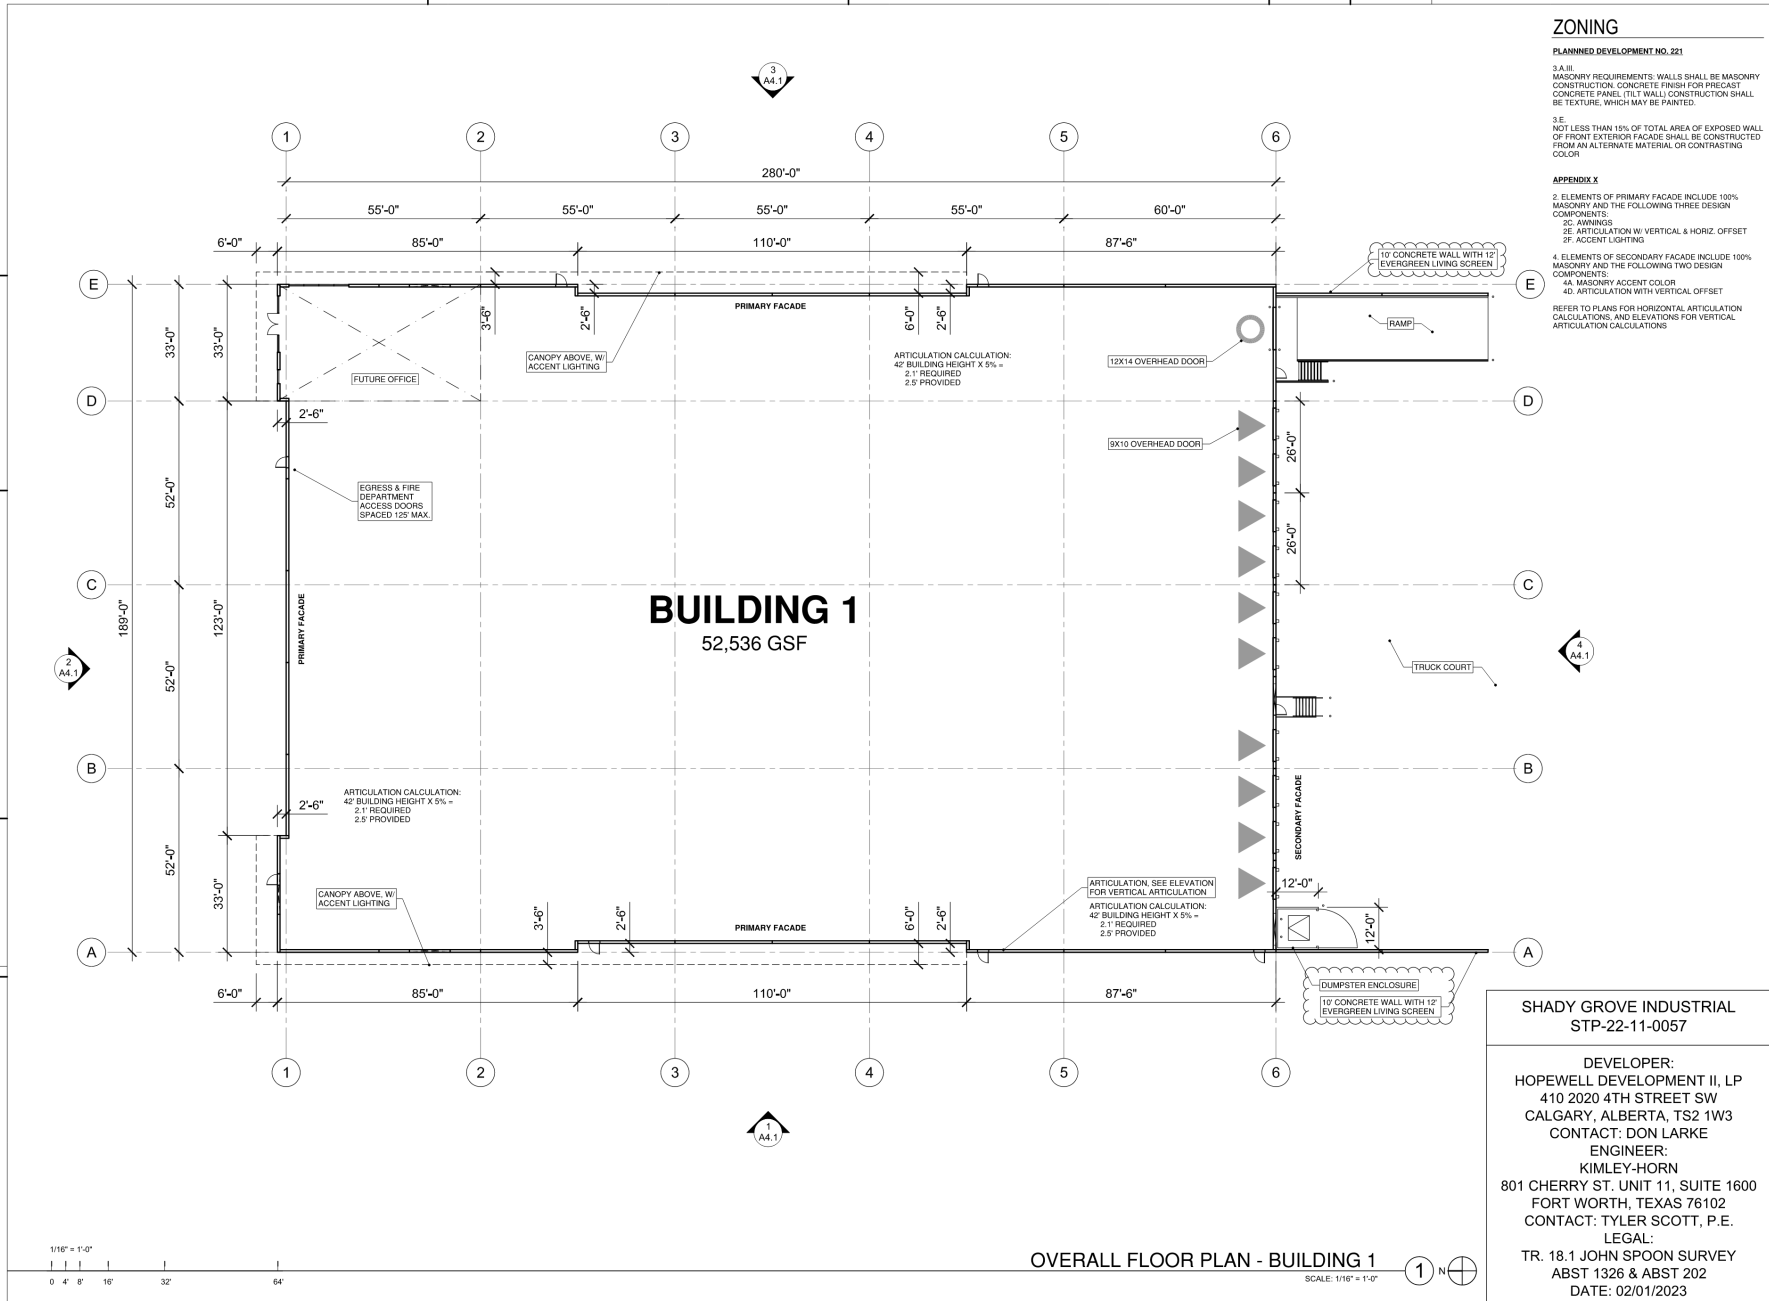 ZONING
PLANNNED DEVELOPMENT NO. 221
3.A.III.
MASONRY REQUIREMENTS: WALLS SHALL BE MASONRY
CONSTRUCTION. CONCRETE FINISH FOR PRECAST
CONCRETE PANEL (TILT WALL) CONSTRUCTION SHALL
BE TEXTURE, WHICH MAY BE PAINTED.
3.E.
NOT LESS THAN 15% OF TOTAL AREA OF EXPOSED WALL
OF FRONT EXTERIOR FACADE SHALL BE CONSTRUCTED
FROM AN ALTERNATE MATERIAL OR CONTRASTING
COLOR
APPENDIX X
2. ELEMENTS OF PRIMARY FACADE INCLUDE 100%
MASONRY AND THE FOLLOWING THREE DESIGN
COMPONENTS:
2C. AWNINGS
2E. ARTICULATION W/ VERTICAL & HORIZ. OFFSET
2F. ACCENT LIGHTING
4. ELEMENTS OF SECONDARY FACADE INCLUDE 100%
MASONRY AND THE FOLLOWING TWO DESIGN
COMPONENTS:
4A. MASONRY ACCENT COLOR
4D. ARTICULATION WITH VERTICAL OFFSET
REFER TO PLANS FOR HORIZONTAL ARTICULATION
CALCULATIONS, AND ELEVATIONS FOR VERTICAL
ARTICULATION CALCULATIONS
3
A4.1
1 2 3 4 5 6
280'-0"
55'-0" 55'-0" 55'-0" 55'-0" 60'-0"
6'-0" 85'-0" 110'-0" 87'-6"
10' CONCRETE WALL WITH 12'
EVERGREEN LIVING SCREEN
E E
PRIMARY FACADE
3'-6" 2'-6" 6'-0" 2'-6"
RAMP
33'-0" 33'-0"
CANOPY ABOVE, W/
ACCENT LIGHTING
ARTICULATION CALCULATION:
42' BUILDING HEIGHT X 5% =
2.1' REQUIRED
2.5' PROVIDED
12X14 OVERHEAD DOOR
FUTURE OFFICE
D D
2'-6"
9X10 OVERHEAD DOOR
26'-0"
EGRESS & FIRE
DEPARTMENT
ACCESS DOORS
SPACED 125' MAX.
52'-0"
26'-0"
C C
189'-0"
123'-0"
PRIMARY FACADE
BUILDING 1
52,536 GSF
2
A4.1
52'-0"
TRUCK COURT
4
A4.1
B B
2'-6"
ARTICULATION CALCULATION:
42' BUILDING HEIGHT X 5% =
2.1' REQUIRED
2.5' PROVIDED
SECONDARY FACADE
52'-0"
33'-0"
CANOPY ABOVE, W/
ACCENT LIGHTING
3'-6" 2'-6" 6'-0" 2'-6"
PRIMARY FACADE
ARTICULATION, SEE ELEVATION
FOR VERTICAL ARTICULATION
ARTICULATION CALCULATION:
42' BUILDING HEIGHT X 5% =
2.1' REQUIRED
2.5' PROVIDED
12'-0"
12'-0"
A A
DUMPSTER ENCLOSURE
10' CONCRETE WALL WITH 12'
EVERGREEN LIVING SCREEN
6'-0" 85'-0" 110'-0" 87'-6"
1 2 3 4 5 6
1
A4.1
SHADY GROVE INDUSTRIAL
STP-22-11-0057
DEVELOPER:
HOPEWELL DEVELOPMENT II, LP
410 2020 4TH STREET SW
CALGARY, ALBERTA, TS2 1W3
CONTACT: DON LARKE
ENGINEER:
KIMLEY-HORN
801 CHERRY ST. UNIT 11, SUITE 1600
FORT WORTH, TEXAS 76102
CONTACT: TYLER SCOTT, P.E.
LEGAL:
TR. 18.1 JOHN SPOON SURVEY
ABST 1326 & ABST 202
DATE: 02/01/2023
1/16" = 1'-0"
0 4' 8' 16' 32' 64'
OVERALL FLOOR PLAN - BUILDING 1
SCALE: 1/16" = 1'-0"
1 N